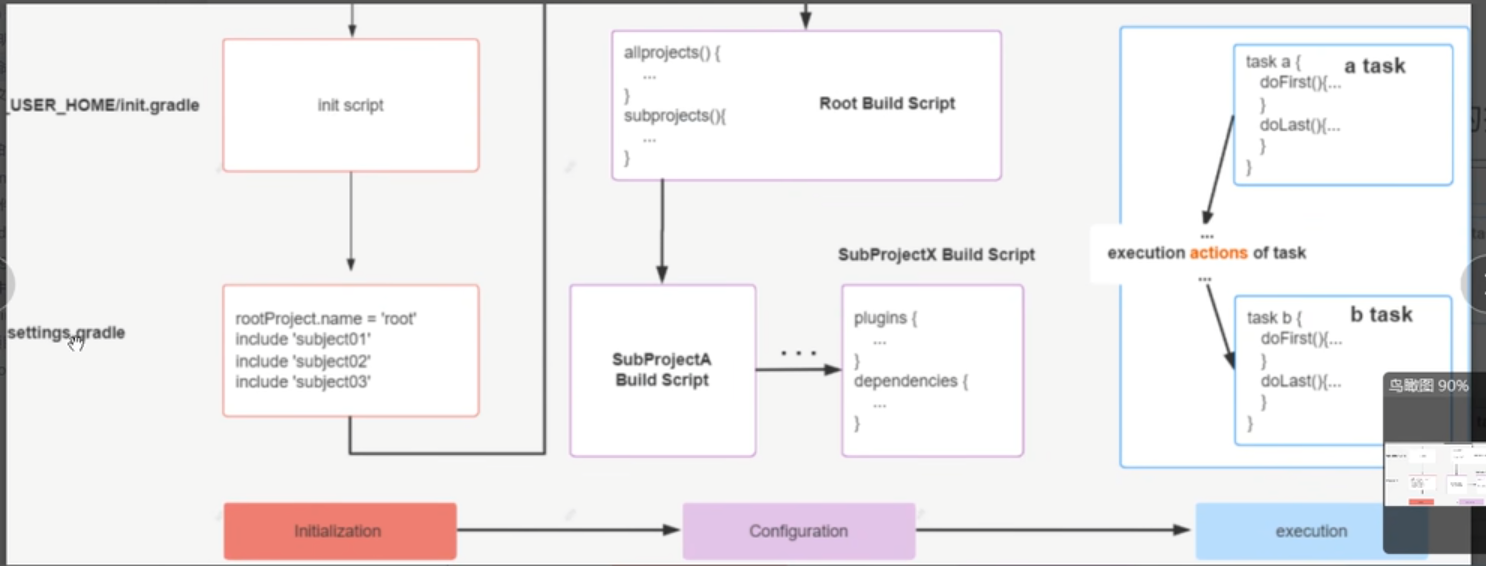 _USER_HOME/init.gradle
init script
settings.gradle
rootProject.name = 'root'
include 'subject01'
include 'subject02'
include 'subject03'
allprojects() {
...
}
subprojects(){
...
}
Root Build Script
SubProjectA
Build Script
...
SubProjectX Build Script
plugins {
...
}
dependencies {
...
}
task a {
doFirst(){...
}
doLast(){...
}
}
a task
...
execution actions of task
...
task b {
doFirst(){...
}
doLast(){...
}
}
b task
鸟瞰图 90%
Initialization
Configuration
execution